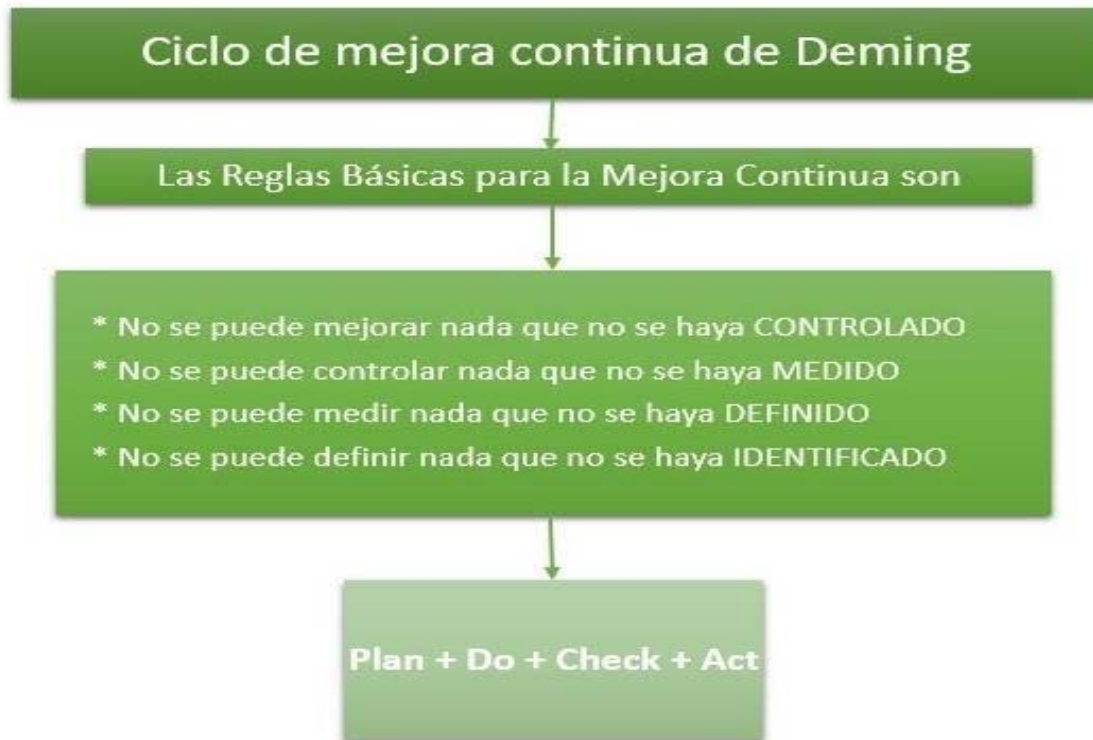 Ciclo de mejora continua de Deming
Las Reglas Básicas para la Mejora Continua son
* No se puede mejorar nada que no se haya CONTROLADO
* No se puede controlar nada que no se haya MEDIDO
* No se puede medir nada que no se haya DEFINIDO
* No se puede definir nada que no se haya IDENTIFICADO
Plan + Do + Check + Act